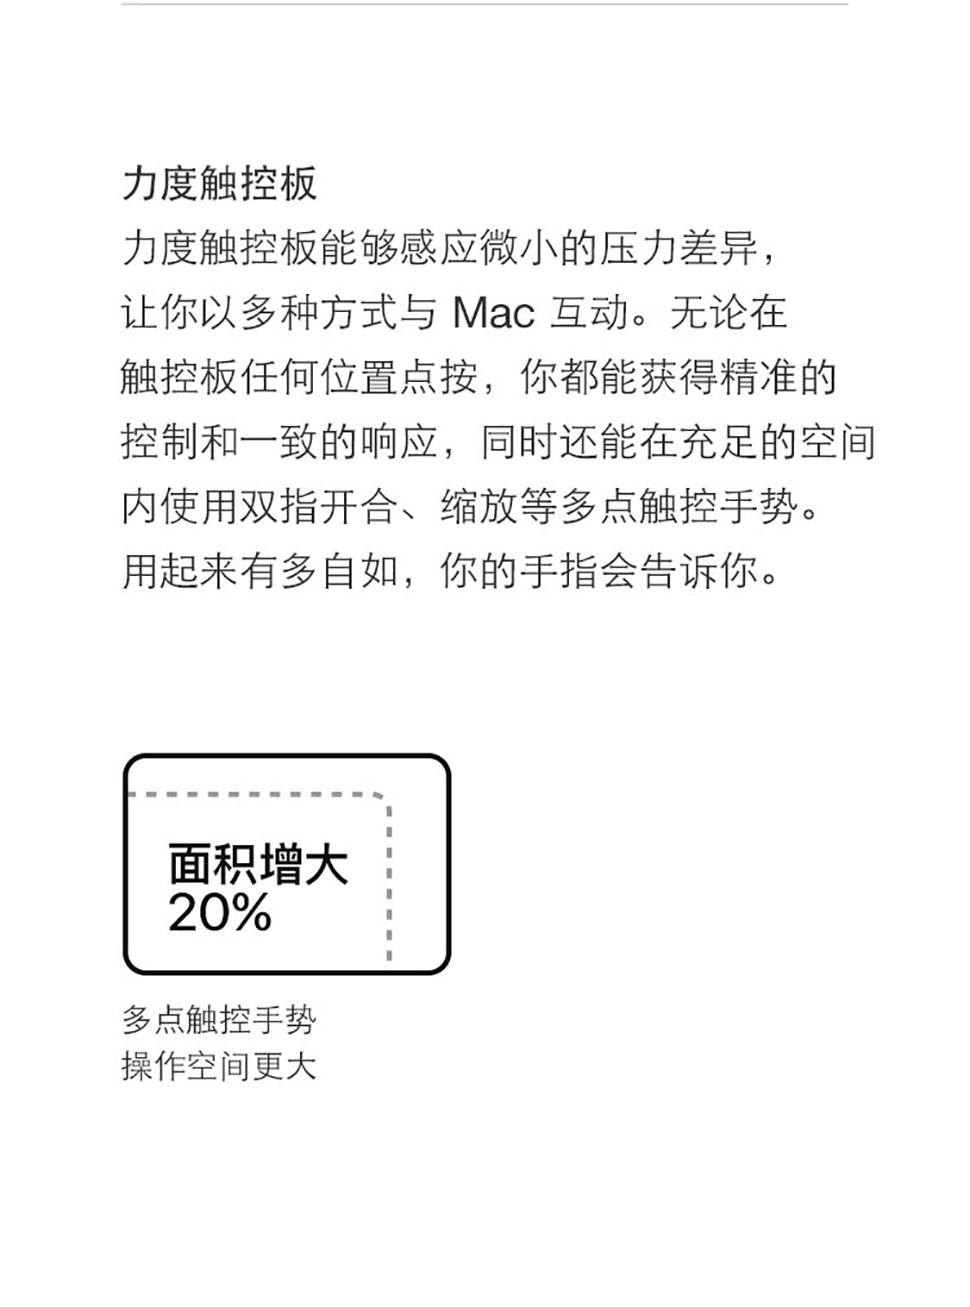 力度触控板
力度触控板能够感应微小的压力差异，
让你以多种方式与 Mac 互动。无论在
触控板任何位置点按，你都能获得精准的
控制和一致的响应，同时还能在充足的空间
内使用双指开合、缩放等多点触控手势。
用起来有多自如，你的手指会告诉你。
面积增大
20%
多点触控手势
操作空间更大